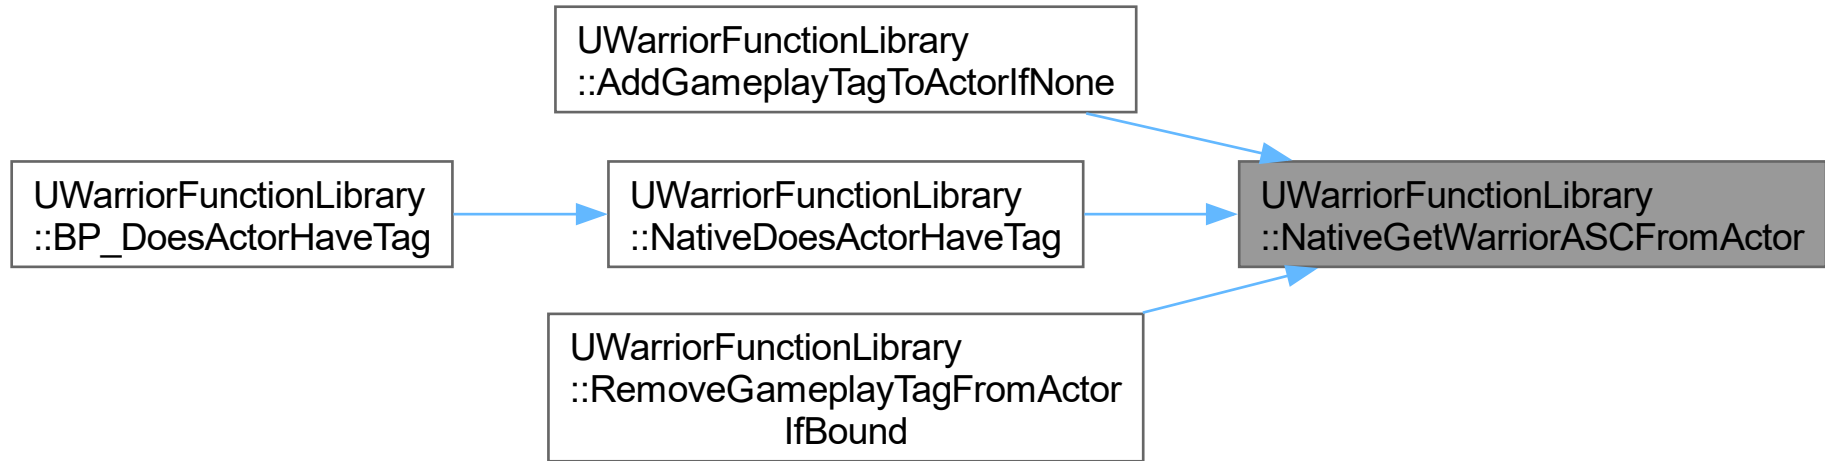 UWarriorFunctionLibrary
::AddGameplayTagToActorIfNone
UWarriorFunctionLibrary
::BP_DoesActorHaveTag
UWarriorFunctionLibrary
::NativeDoesActorHaveTag
UWarriorFunctionLibrary
::NativeGetWarriorASCFromActor
UWarriorFunctionLibrary
::RemoveGameplayTagFromActor
IfBound